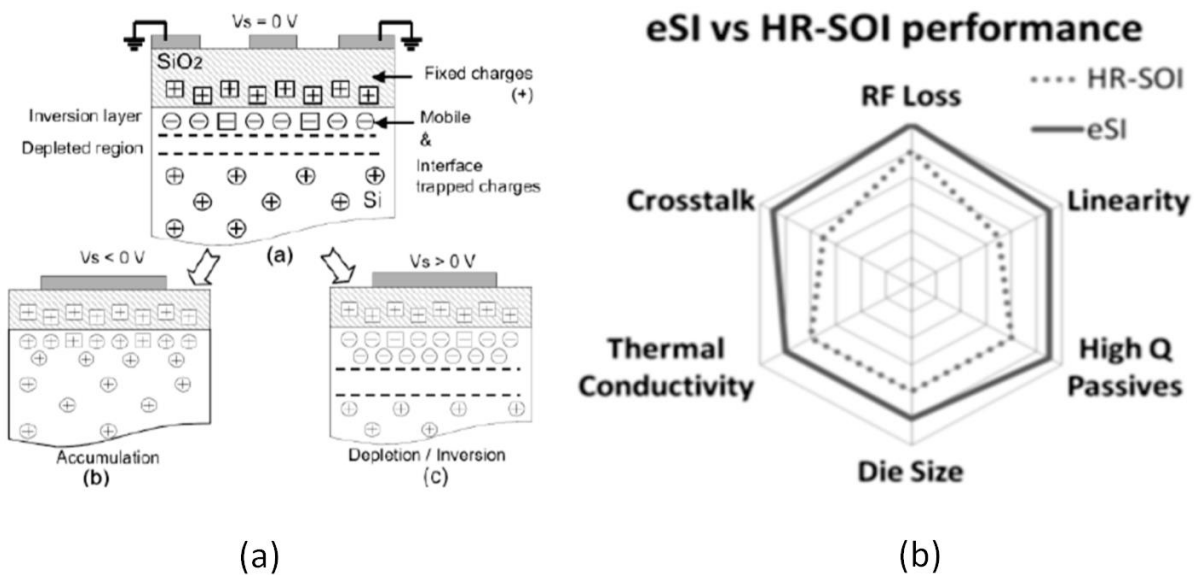 Vs = 0 V
SiO2
Fixed charges
(+)
Inversion layer
Mobile
&
Depleted region
Interface
trapped charges
Si
(a)
Vs < 0 V
Vs > 0 V
Accumulation
(b)
Depletion / Inversion
(c)
(a)
eSI vs HR-SOI performance
HR-SOI
eSI
RF Loss
Crosstalk
Linearity
Thermal
Conductivity
High Q
Passives
Die Size
(b)